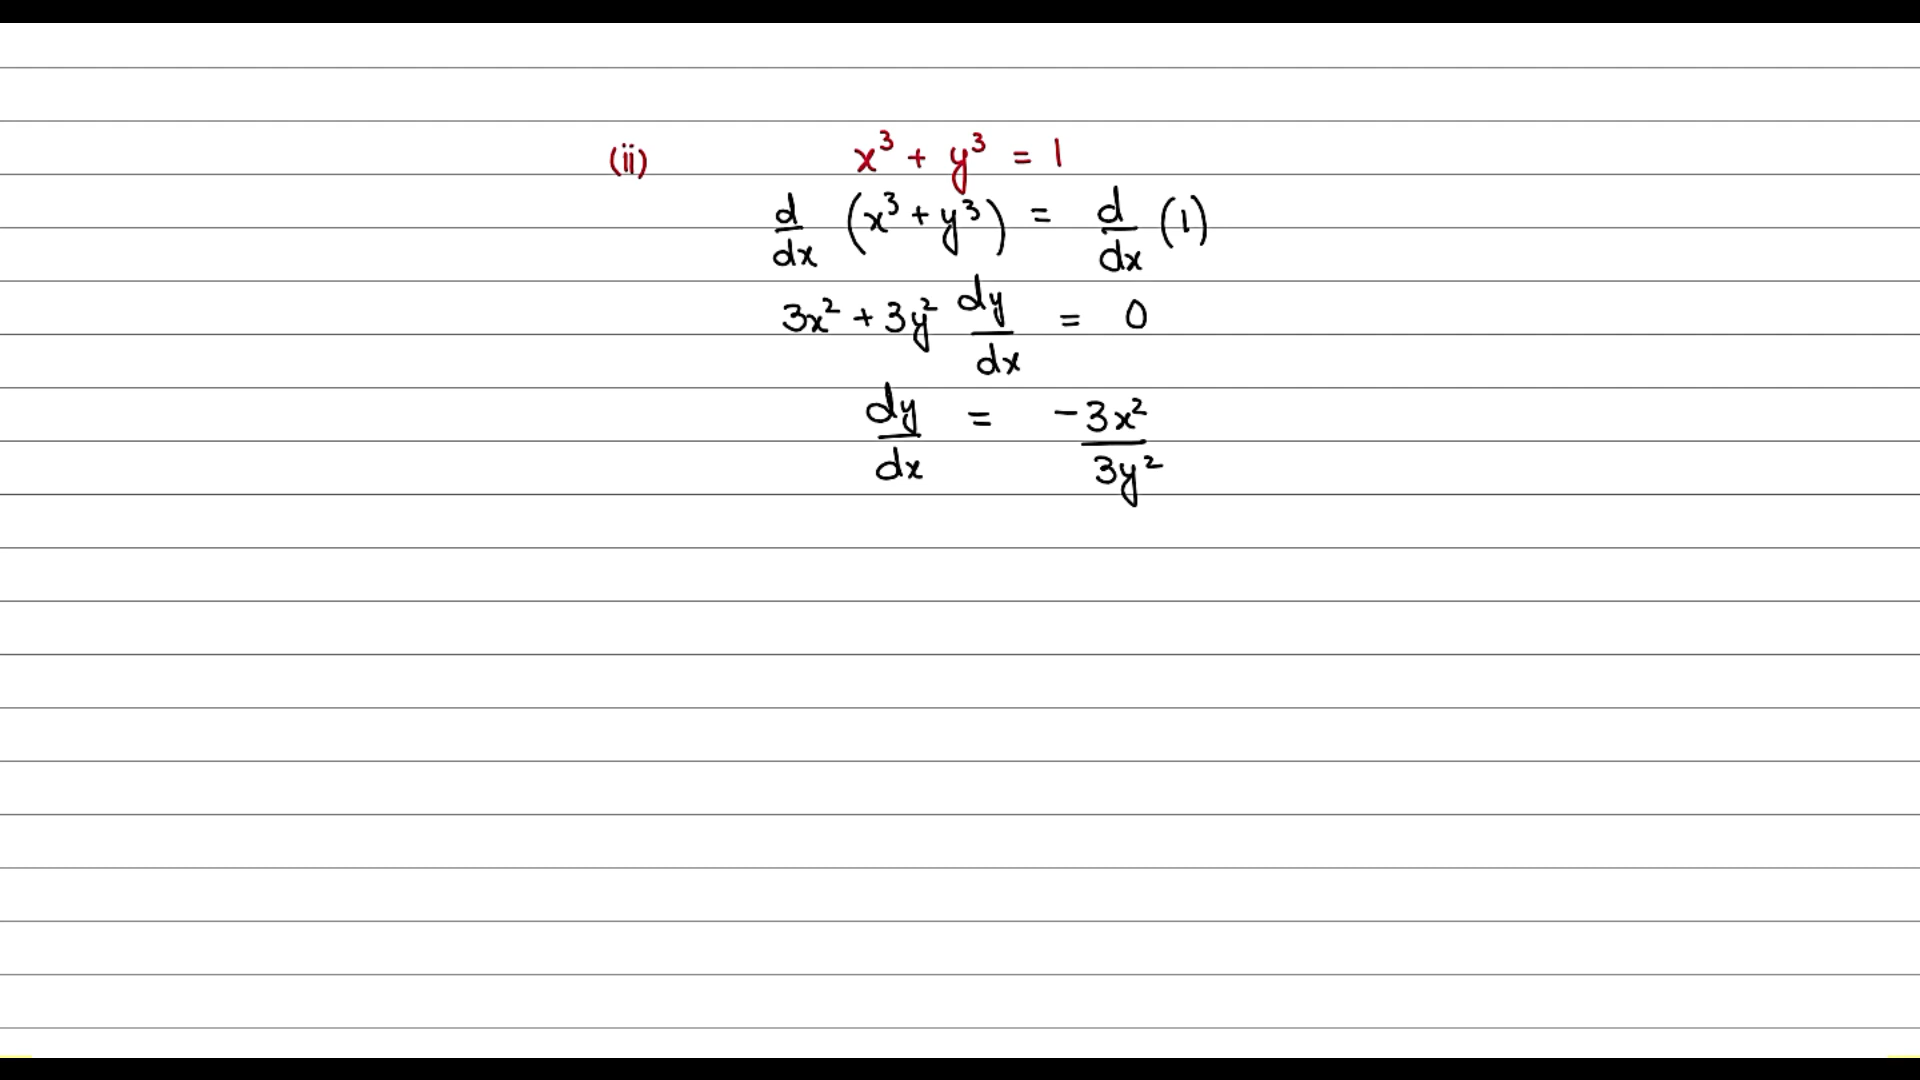 (ii) x³ + y³ = 1
d/dx (x³ + y³) = d/dx (1)
3x² + 3y² dy/dx = 0
dy/dx = -3x²/3y²